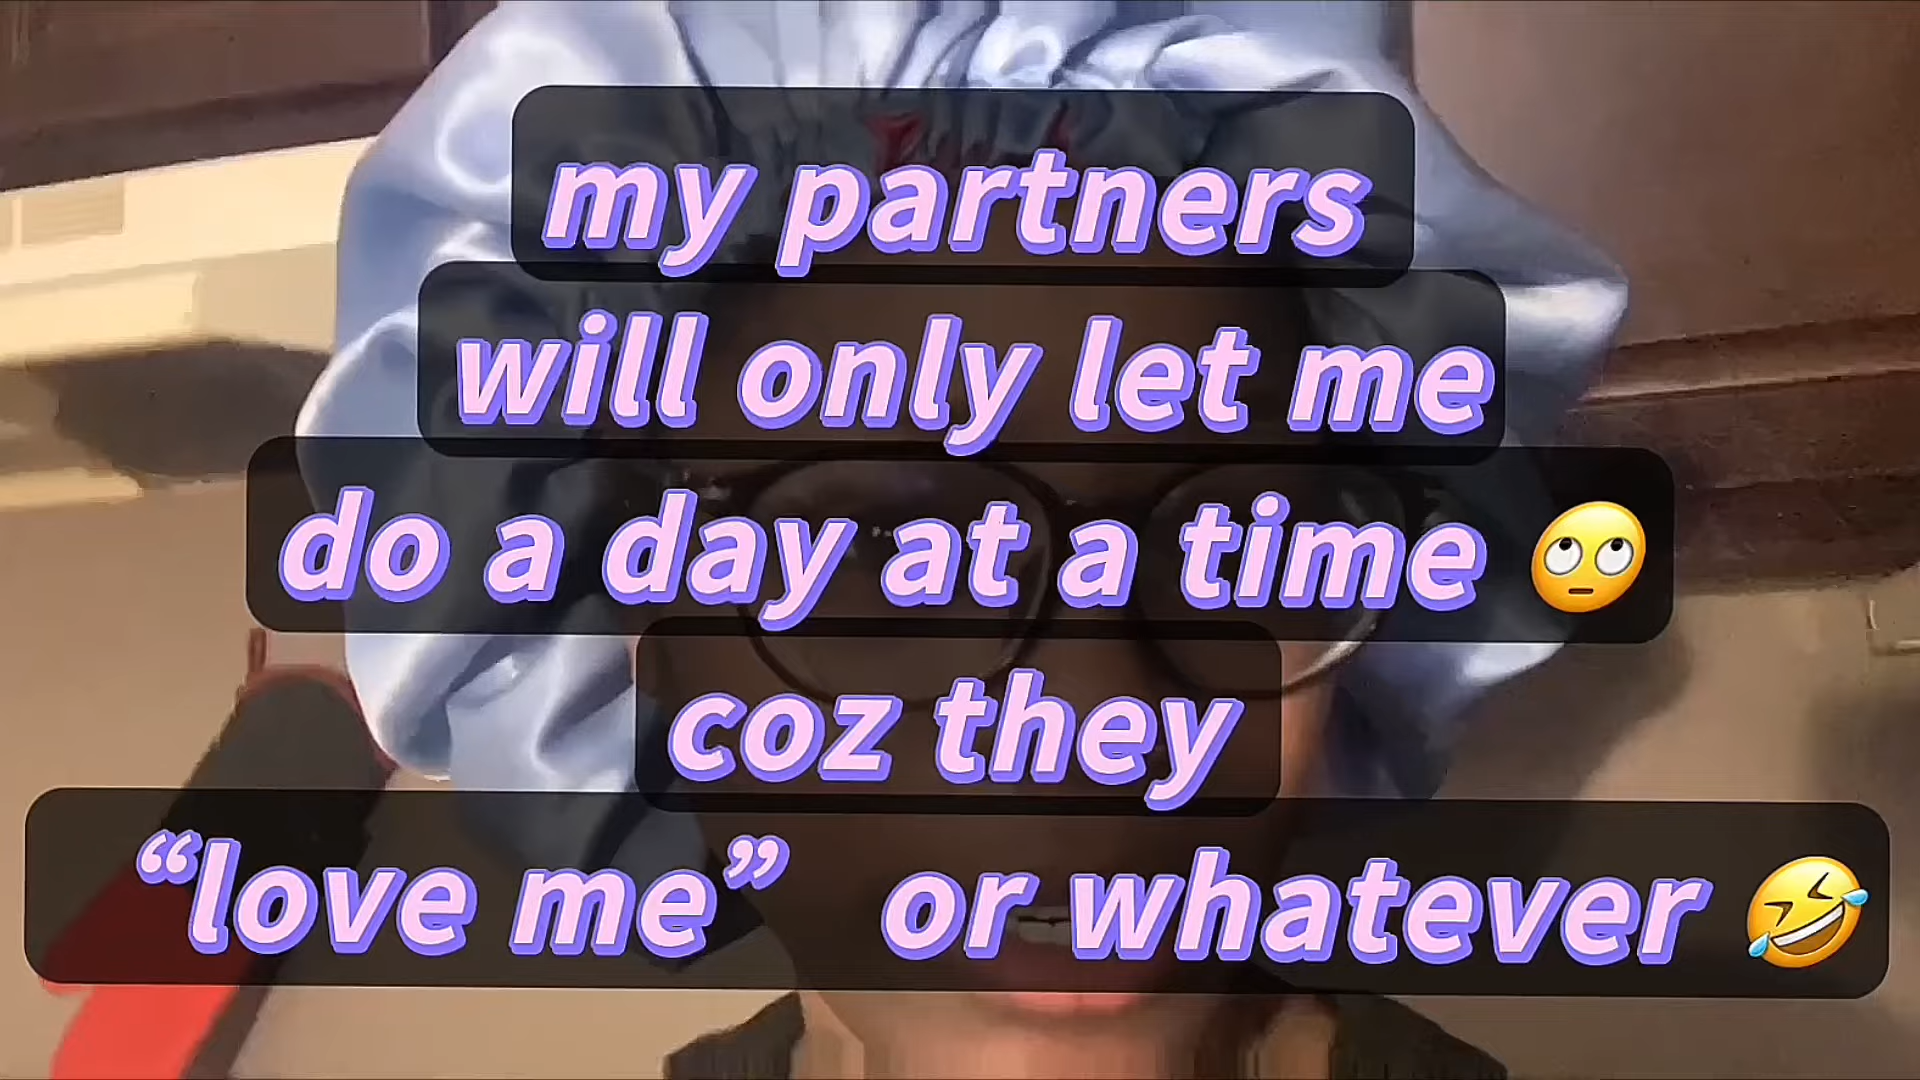 my partners
will only let me
do a day at a time 🙄
coz they
“love me” or whatever 🤣